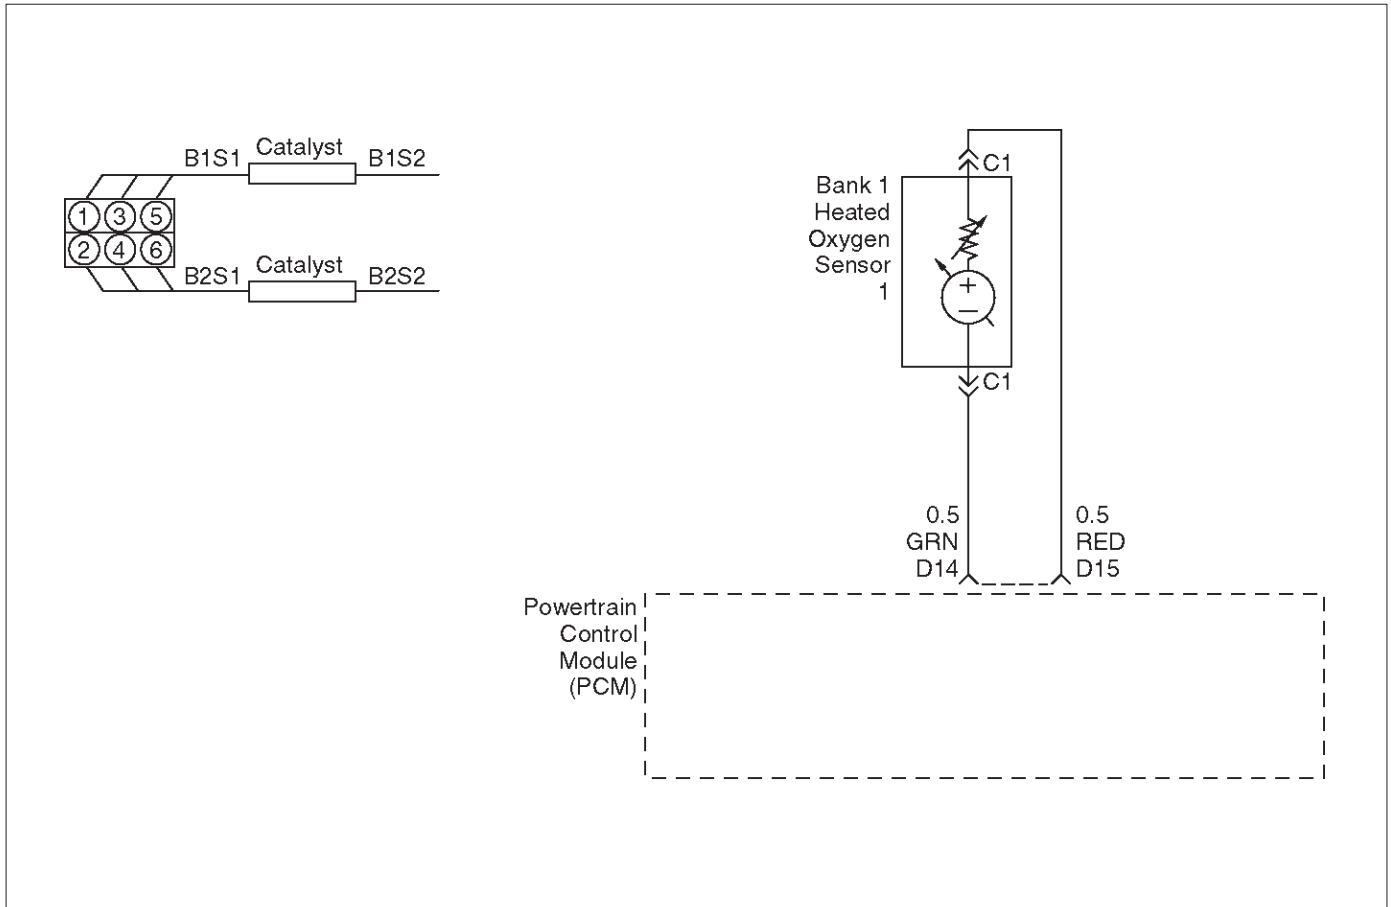 B1S1 Catalyst B1S2
1 3 5
2 4 6
B2S1 Catalyst B2S2
C1
Bank 1
Heated
Oxygen
Sensor
1
+
−
C1
0.5
GRN
D14
0.5
RED
D15
Powertrain
Control
Module
(PCM)